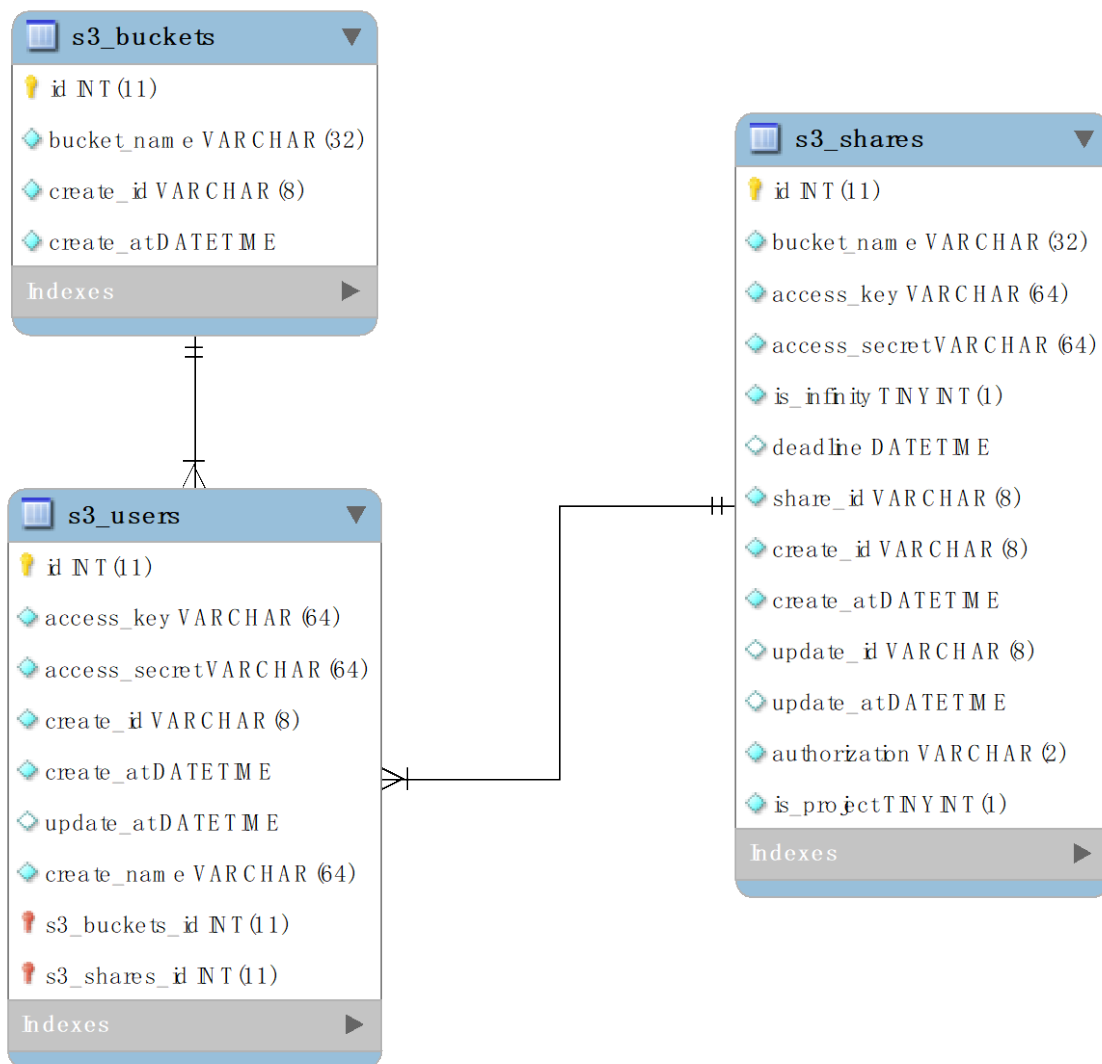 s3_buckets
id INT(11)
bucket_name VARCHAR(32)
create_id VARCHAR(8)
create_at DATETIME
Indexes
s3_users
id INT(11)
access_key VARCHAR(64)
access_secret VARCHAR(64)
create_id VARCHAR(8)
create_at DATETIME
update_at DATETIME
create_name VARCHAR(64)
s3_buckets_id INT(11)
s3_shares_id INT(11)
Indexes
s3_shares
id INT(11)
bucket_name VARCHAR(32)
access_key VARCHAR(64)
access_secret VARCHAR(64)
is_infinity TINYINT(1)
deadline DATETIME
share_id VARCHAR(8)
create_id VARCHAR(8)
create_at DATETIME
update_id VARCHAR(8)
update_at DATETIME
authorization VARCHAR(2)
is_project TINYINT(1)
Indexes